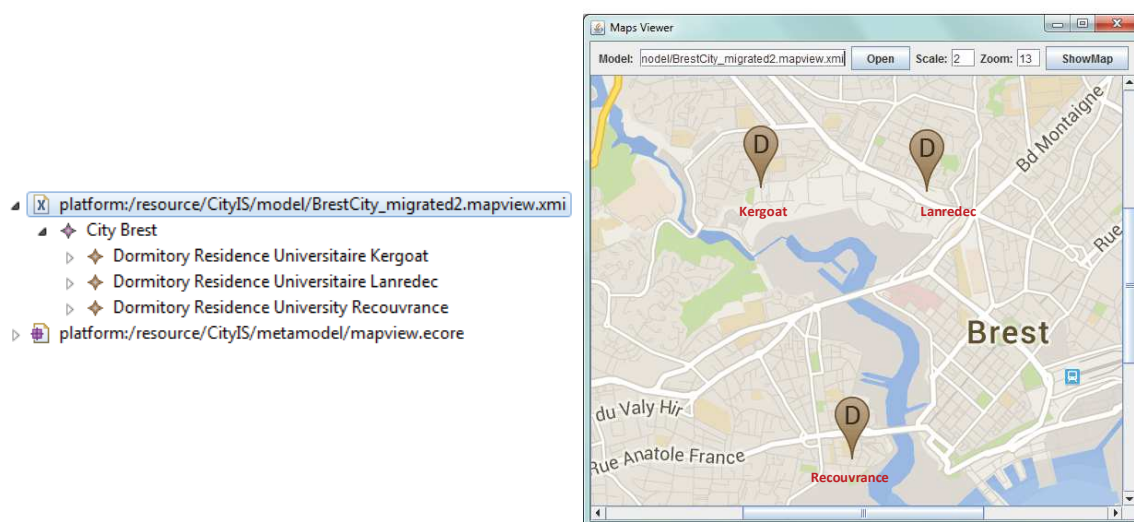 platform:/resource/CityIS/model/BrestCity_migrated2.mapview.xmi
City Brest
Dormitory Residence Universitaire Kergoat
Dormitory Residence Universitaire Lanredec
Dormitory Residence University Recouvrance
platform:/resource/CityIS/metamodel/mapview.ecore
Maps Viewer
Model: nodel/BrestCity_migrated2.mapview.xmi Open Scale: 2 Zoom: 13 ShowMap
Bd Montaigne
D D
Kergoat Lanredec
Rue
Brest
D
du Valy Hir
Rue Anatole France
Recouvrance